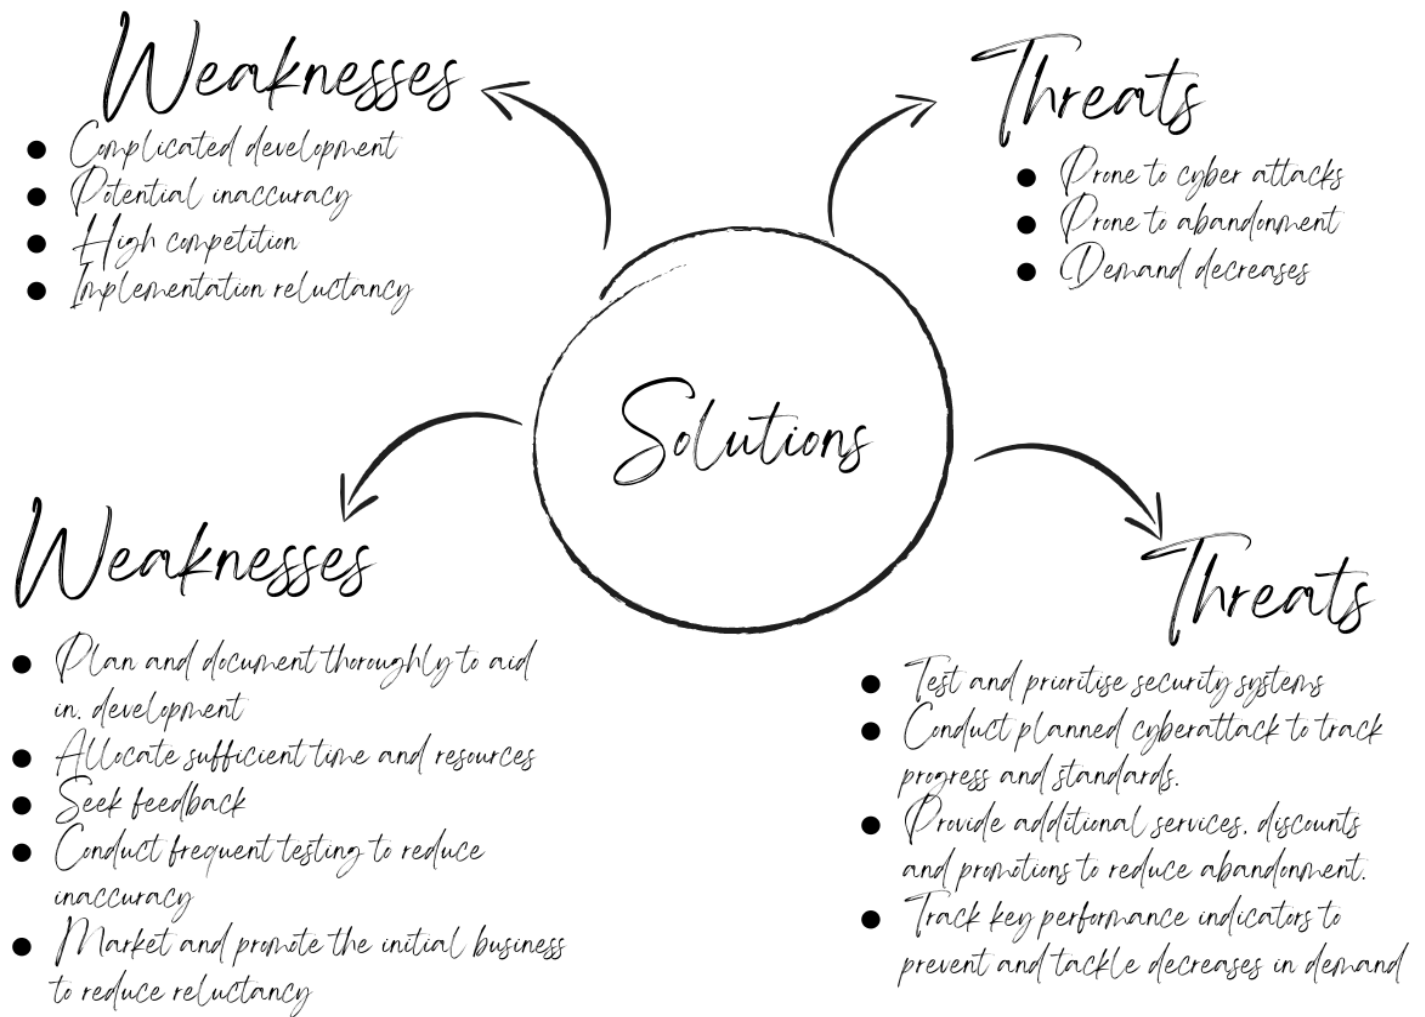 Weaknesses
Complicated development
Potential inaccuracy
High competition
Implementation reluctancy
Threats
Prone to cyber attacks
Prone to abandonment
Demand decreases
Solutions
Weaknesses
Plan and document thoroughly to aid
in. development
Allocate sufficient time and resources
Seek feedback
Conduct frequent testing to reduce
inaccuracy
Market and promote the initial business
to reduce reluctancy
Threats
Test and prioritise security systems
Conduct planned cyberattack to track
progress and standards.
Provide additional services, discounts
and promotions to reduce abandonment.
Track key performance indicators to
prevent and tackle decreases in demand